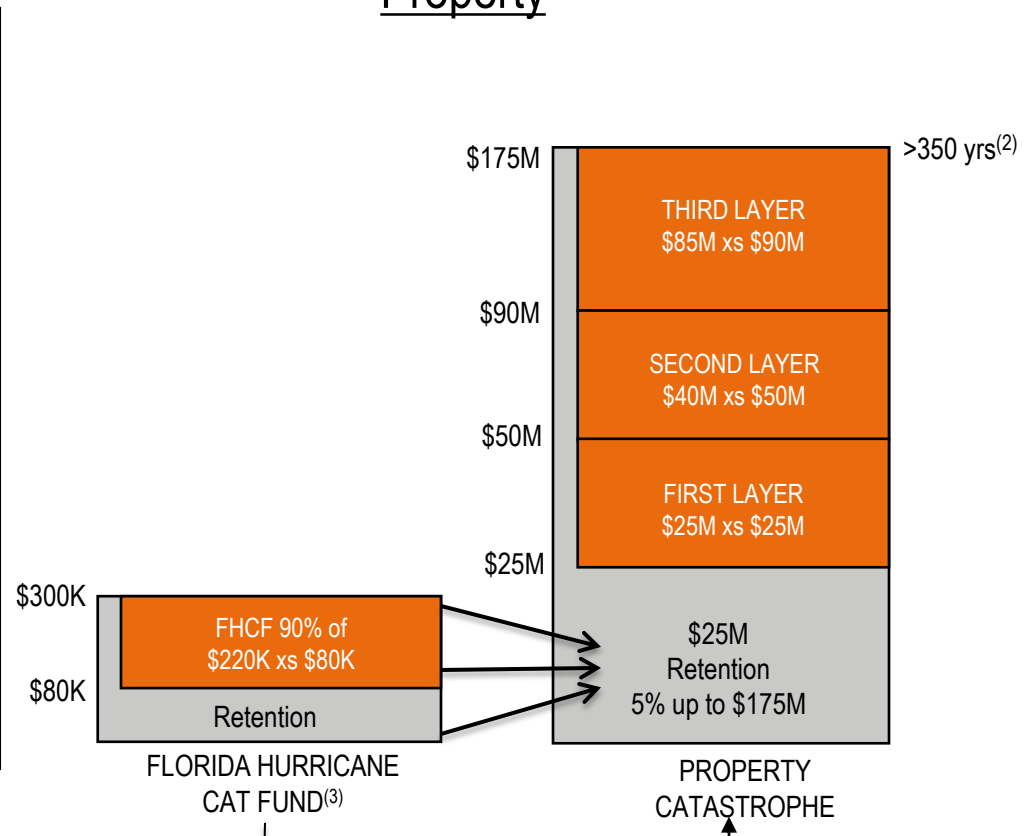 Property
$175M
>350 yrs(2)
THIRD LAYER
$85M xs $90M
$90M
SECOND LAYER
$40M xs $50M
$50M
FIRST LAYER
$25M xs $25M
$25M
$300K
FHCF 90% of
$220K xs $80K
$80K
Retention
$25M
Retention
5% up to $175M
FLORIDA HURRICANE
CAT FUND(3)
PROPERTY
CATASTROPHE